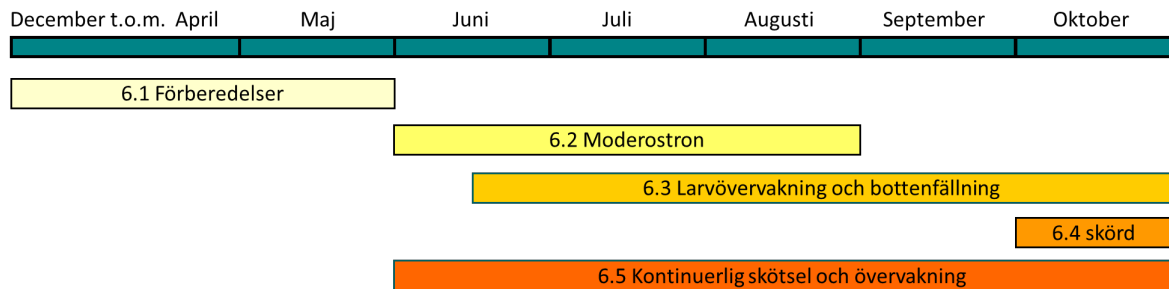 December t.o.m. April Maj Juni Juli Augusti September Oktober
6.1 Förberedelser
6.2 Moderostron
6.3 Larvövervakning och bottenfällning
6.4 skörd
6.5 Kontinuerlig skötsel och övervakning